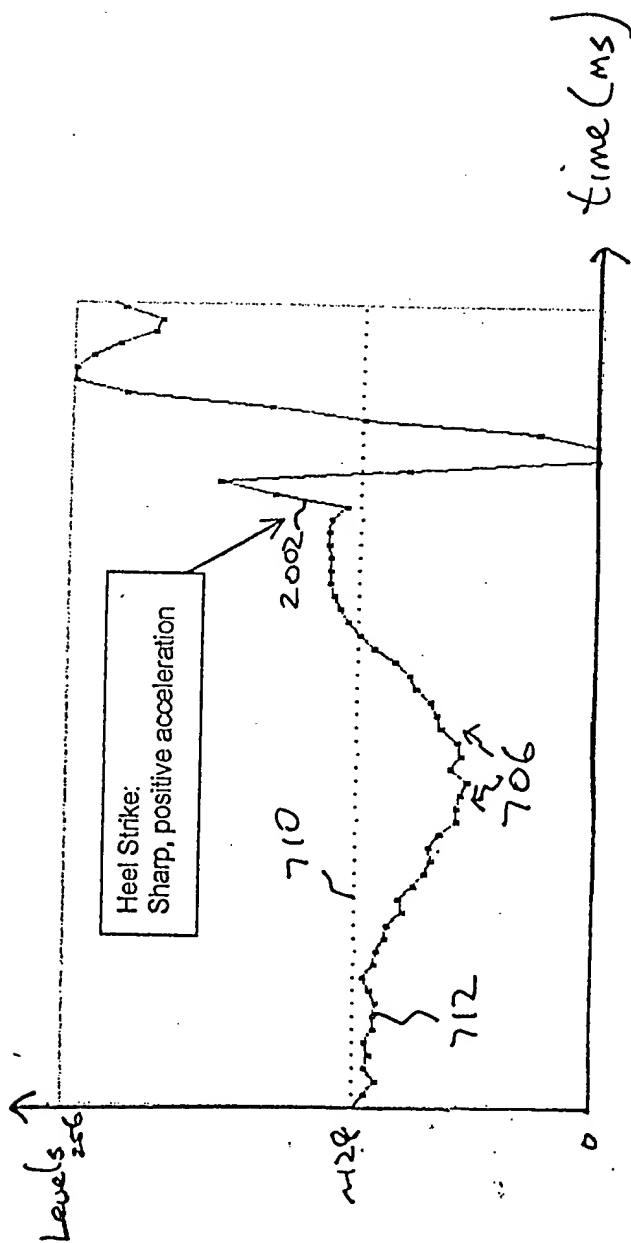 Levels
256
~128
0
Heel Strike:
Sharp, positive acceleration
2002
710
706
712
time (ms)